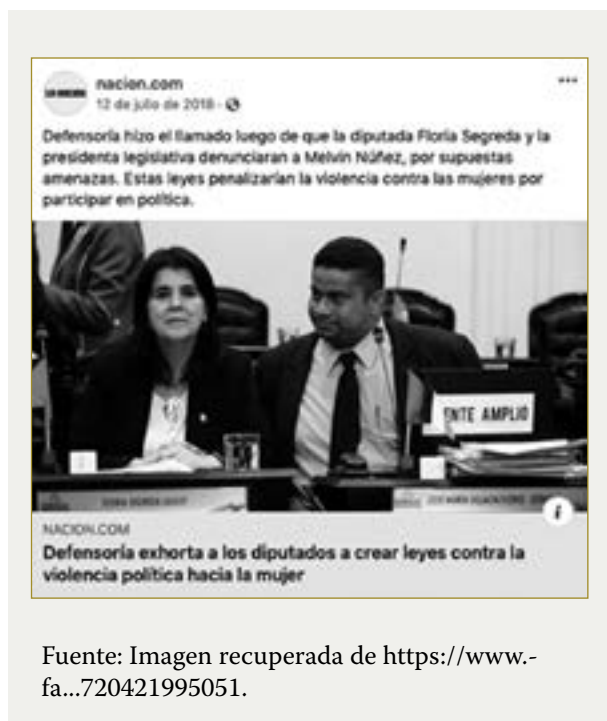 nacion.com
12 de julio de 2018 ·
Defensoría hizo el llamado luego de que la diputada Floria Segreda y la
presidenta legislativa denunciaran a Melvin Núñez, por supuestas
amenazas. Estas leyes penalizarían la violencia contra las mujeres por
participar en política.
ENTE AMPLIO
NACION.COM
Defensoría exhorta a los diputados a crear leyes contra la
violencia política hacia la mujer
Fuente: Imagen recuperada de https://www.-
fa...720421995051.